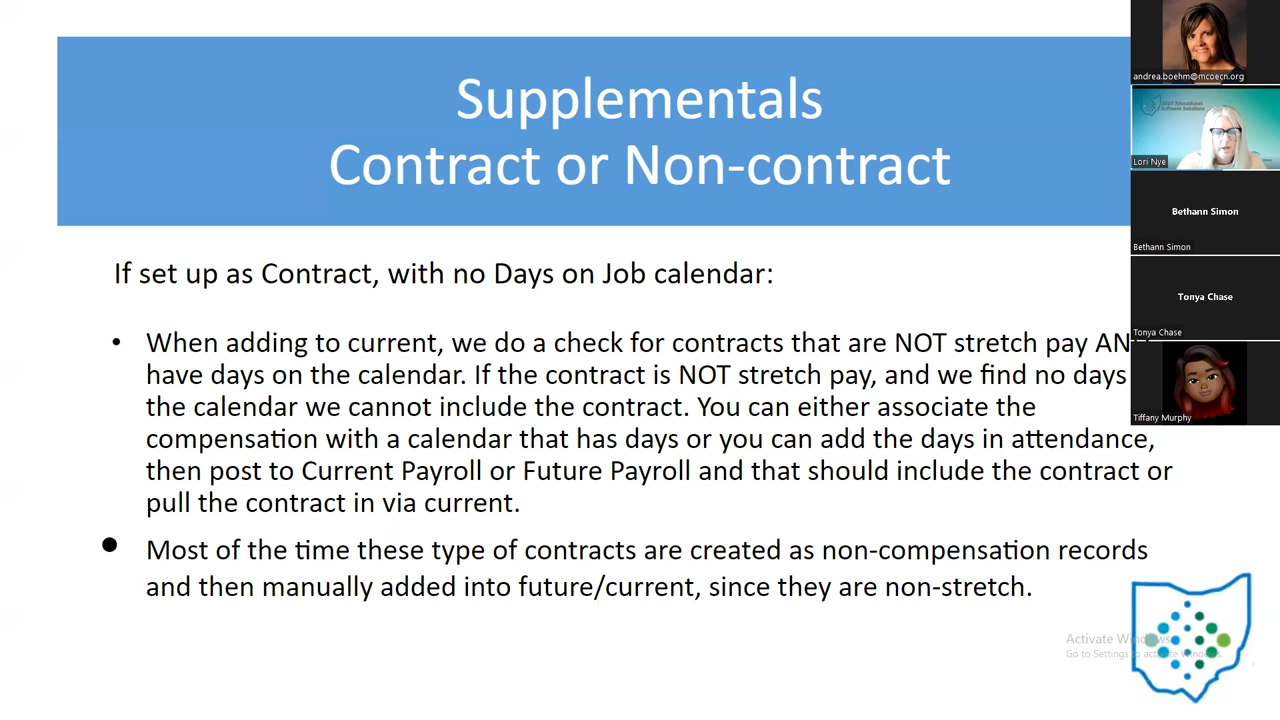 Supplementals
Contract or Non-contract
If set up as Contract, with no Days on Job calendar:
• When adding to current, we do a check for contracts that are NOT stretch pay AND
have days on the calendar. If the contract is NOT stretch pay, and we find no days
the calendar we cannot include the contract. You can either associate the
compensation with a calendar that has days or you can add the days in attendance,
then post to Current Payroll or Future Payroll and that should include the contract or
pull the contract in via current.
• Most of the time these type of contracts are created as non-compensation records
and then manually added into future/current, since they are non-stretch.
andrea.boehm@mcoecn.org
Lori Nye
Bethann Simon
Bethann Simon
Tonya Chase
Tonya Chase
Tiffany Murphy
Activate Windows
Go to Settings to activate Windows.